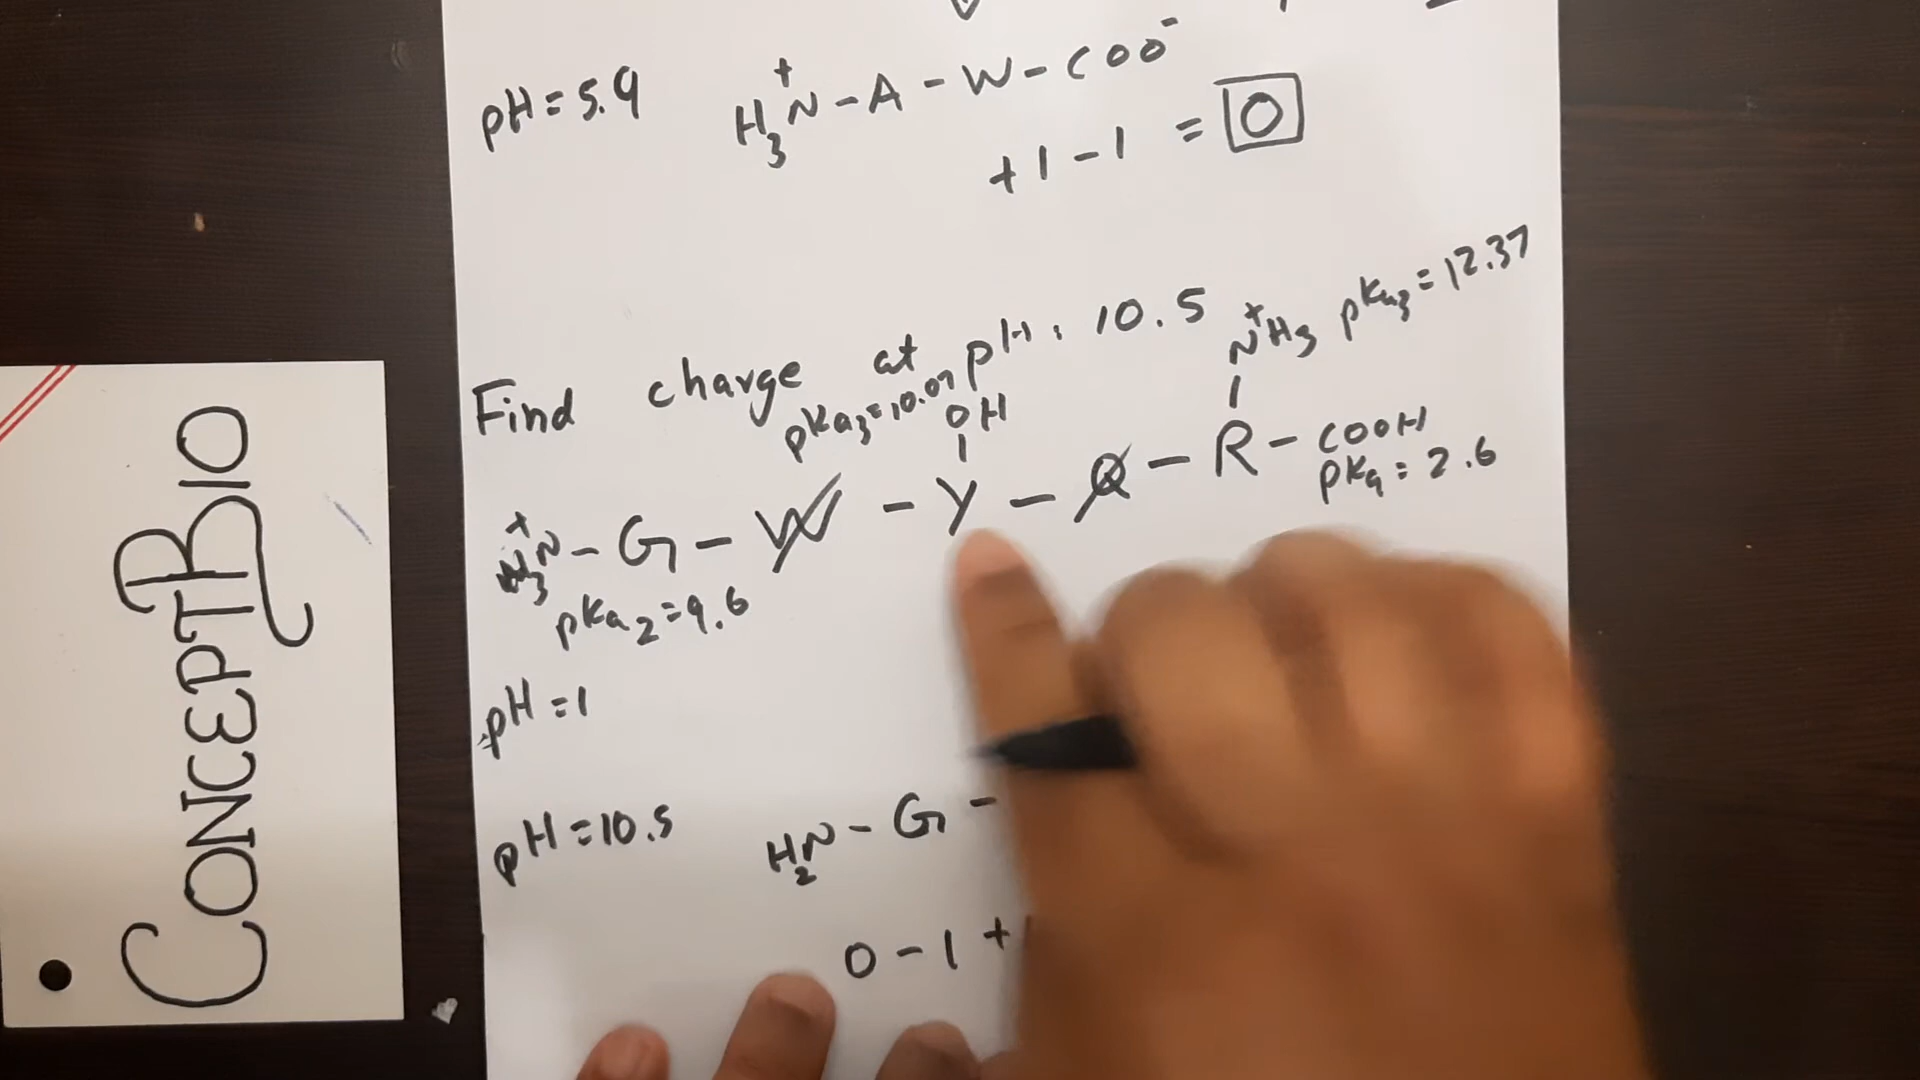 pH = 5.9
H3N+ - A - W - COO-
+1 - 1 = 0
Find charge at pH: 10.5
NH3+ pKa3 = 12.37
pKa3 = 10.07
OH
H3N+ - G - W - Y - Q - R - COOH
pKa = 2.6
pKa2 = 9.6
pH = 1
pH = 10.5
H2N - G -
0 - 1 +
CONCEPTBIO